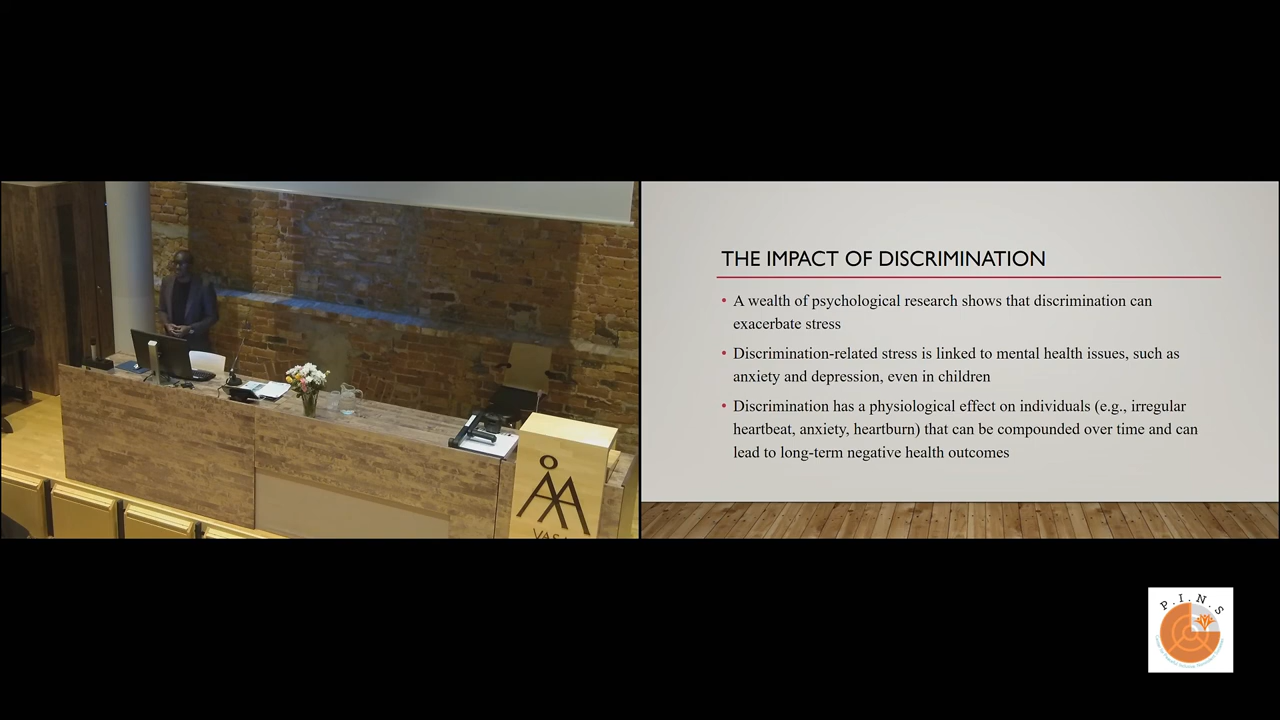 ÅA
VASA
THE IMPACT OF DISCRIMINATION
• A wealth of psychological research shows that discrimination can
exacerbate stress
• Discrimination-related stress is linked to mental health issues, such as
anxiety and depression, even in children
• Discrimination has a physiological effect on individuals (e.g., irregular
heartbeat, anxiety, heartburn) that can be compounded over time and can
lead to long-term negative health outcomes
P.I.N.S